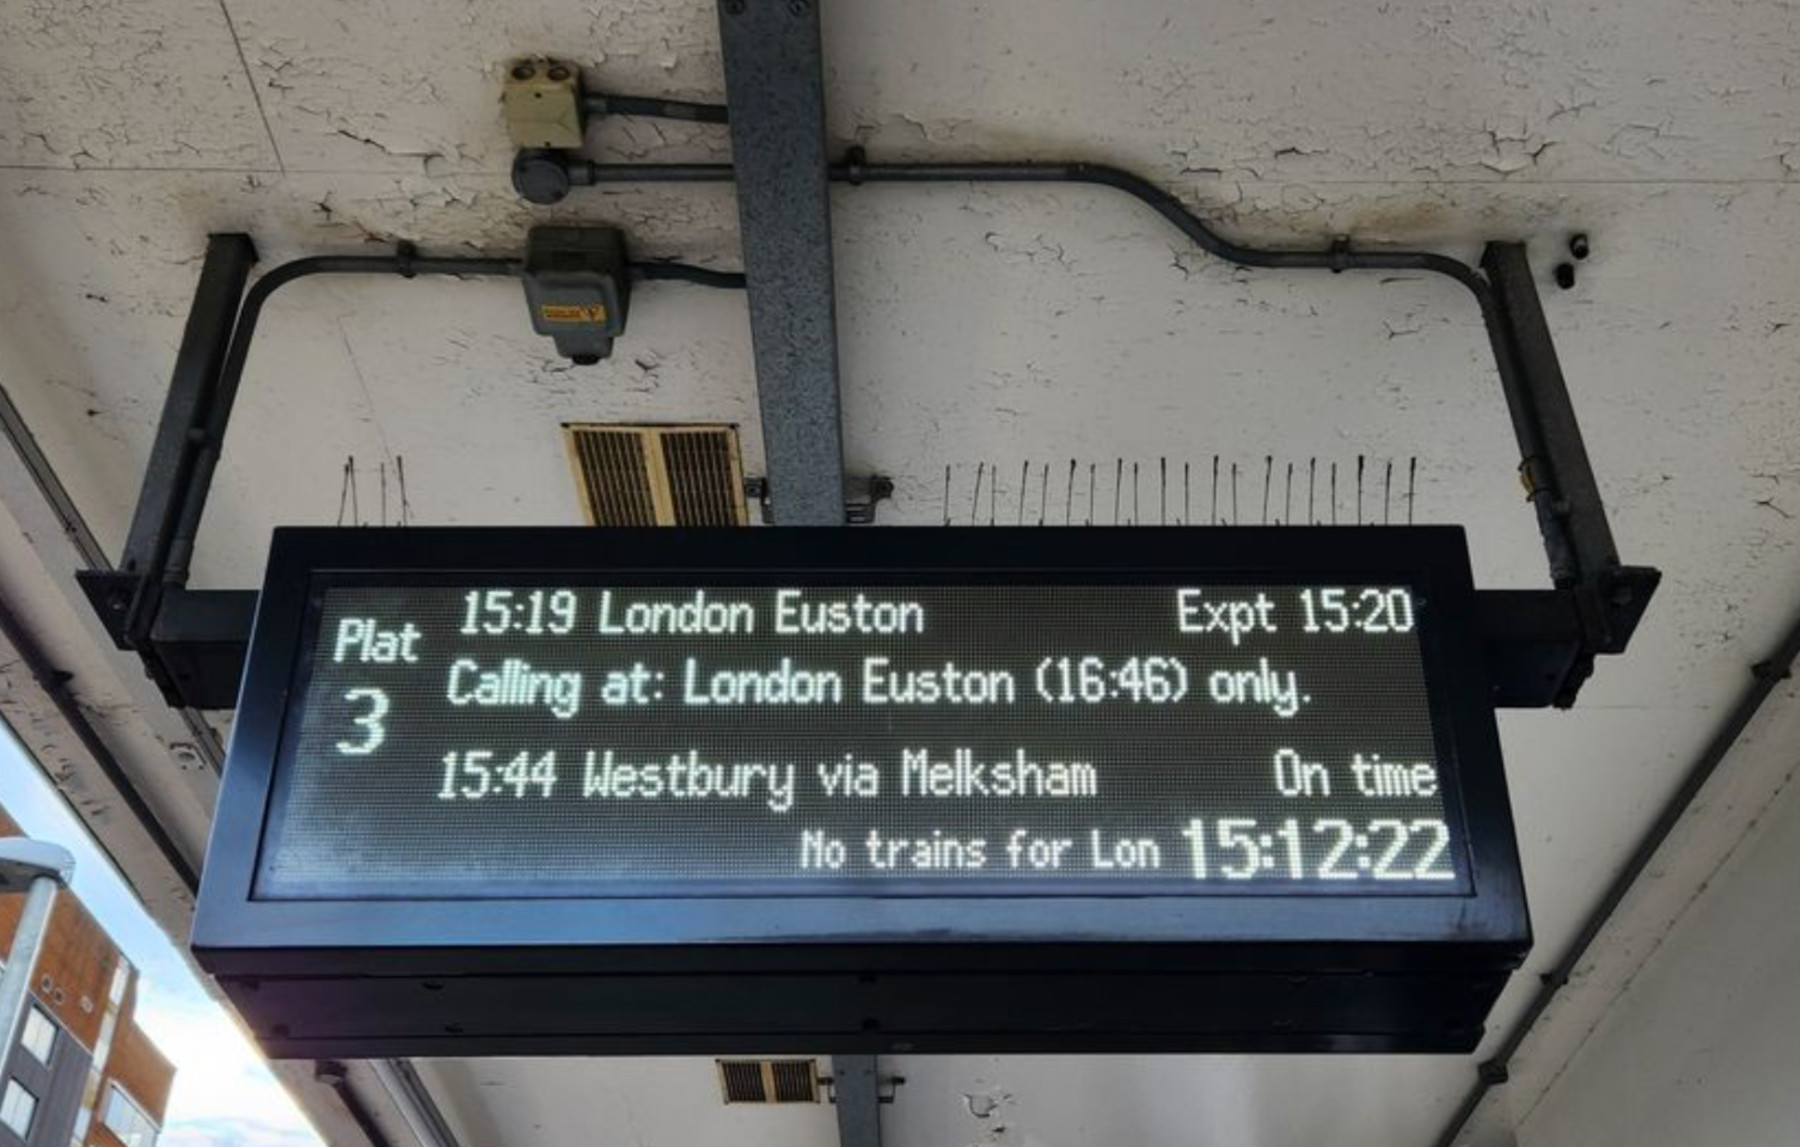 Plat
3
15:19 London Euston Expt 15:20
Calling at: London Euston (16:46) only.
15:44 Westbury via Melksham On time
No trains for Lon 15:12:22